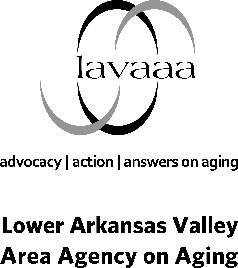 lavaaa
advocacy | action | answers on aging
Lower Arkansas Valley
Area Agency on Aging